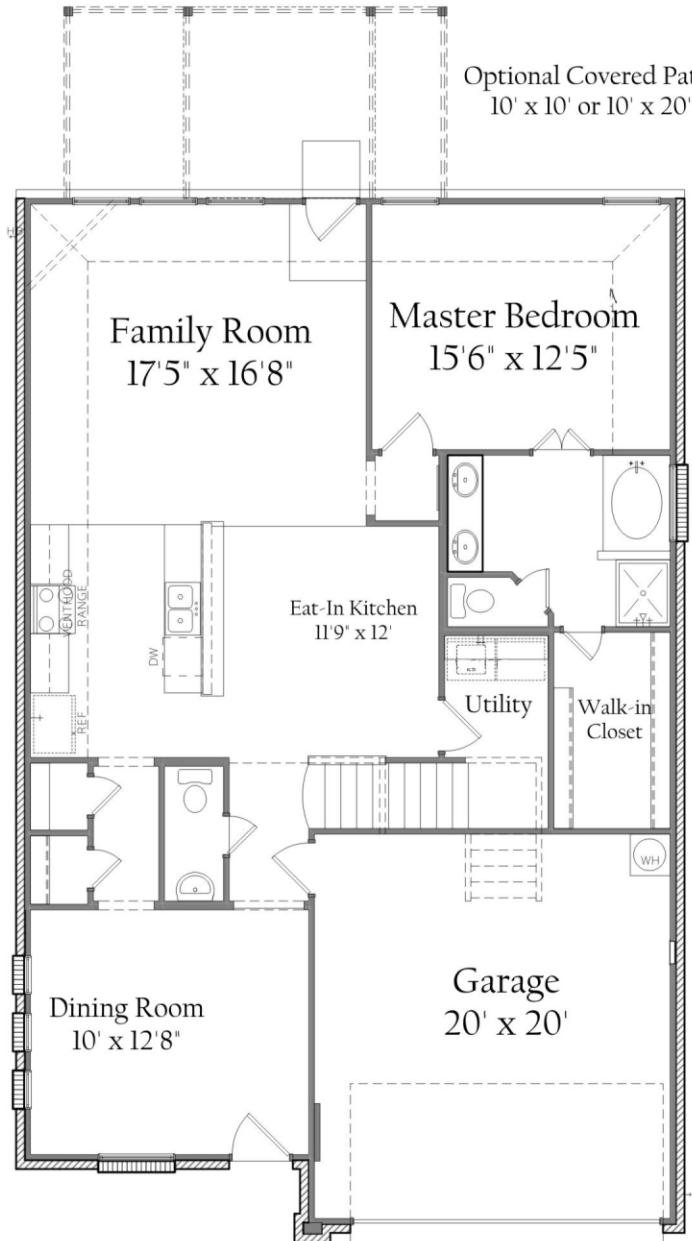 Optional Covered Pat
10' x 10' or 10' x 20'
Family Room
17'5" x 16'8"
Master Bedroom
15'6" x 12'5"
VENTHOOD
RANGE
DW
REF
Eat-In Kitchen
11'9" x 12'
Utility
Walk-in
Closet
WH
Dining Room
10' x 12'8"
Garage
20' x 20'